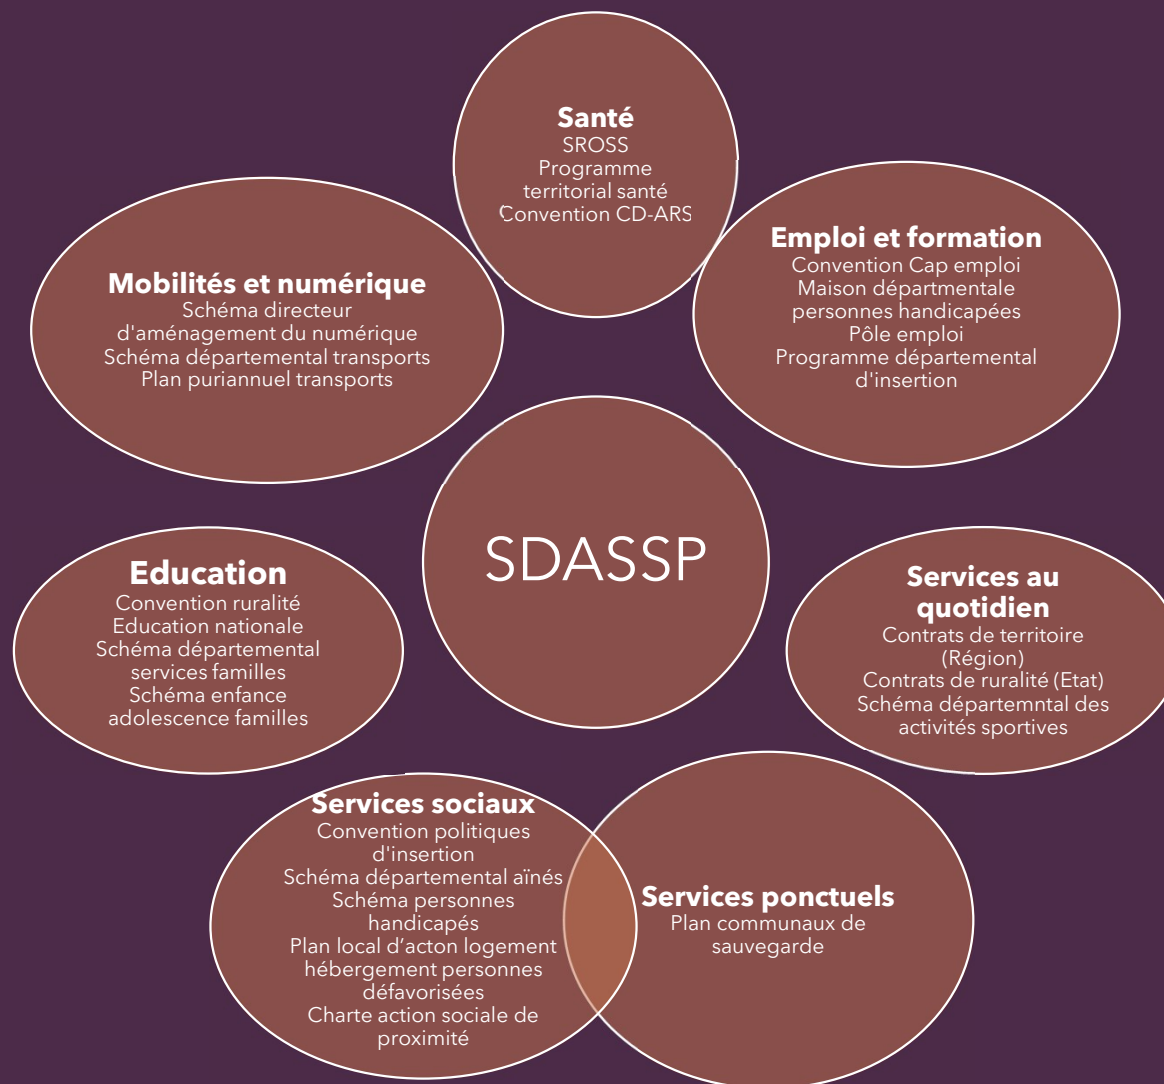 Santé
SROSS
Programme
territorial santé
Convention CD-ARS
Emploi et formation
Convention Cap emploi
Maison départmentale
personnes handicapées
Pôle emploi
Programme départemental
d'insertion
Mobilités et numérique
Schéma directeur
d'aménagement du numérique
Schéma départemental transports
Plan puriannuel transports
SDASSP
Education
Convention ruralité
Education nationale
Schéma départemental
services familles
Schéma enfance
adolescence familles
Services au
quotidien
Contrats de territoire
(Région)
Contrats de ruralité (Etat)
Schéma départemntal des
activités sportives
Services sociaux
Convention politiques
d'insertion
Schéma départemental aïnés
Schéma personnes
handicapés
Plan local d’acton logement
hébergement personnes
défavorisées
Charte action sociale de
proximité
Services ponctuels
Plan communaux de
sauvegarde